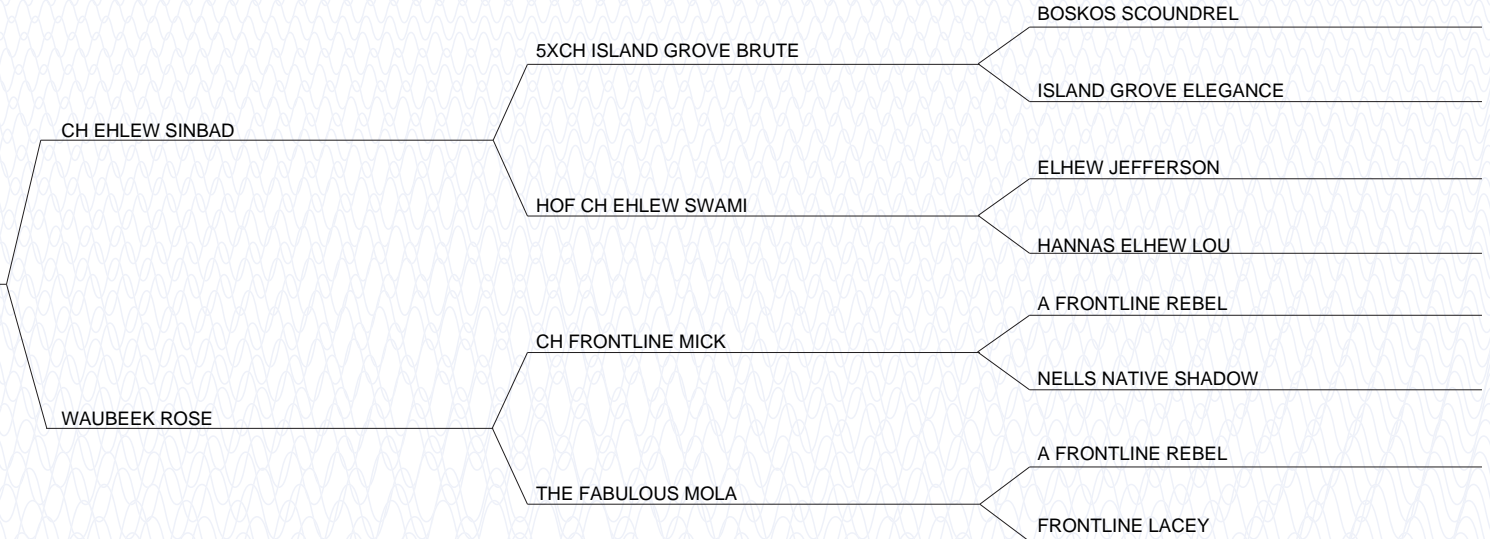 BOSKOS SCOUNDREL
5XCH ISLAND GROVE BRUTE
ISLAND GROVE ELEGANCE
CH EHLEW SINBAD
ELHEW JEFFERSON
HOF CH EHLEW SWAMI
HANNAS ELHEW LOU
A FRONTLINE REBEL
CH FRONTLINE MICK
NELLS NATIVE SHADOW
WAUBEEK ROSE
A FRONTLINE REBEL
THE FABULOUS MOLA
FRONTLINE LACEY